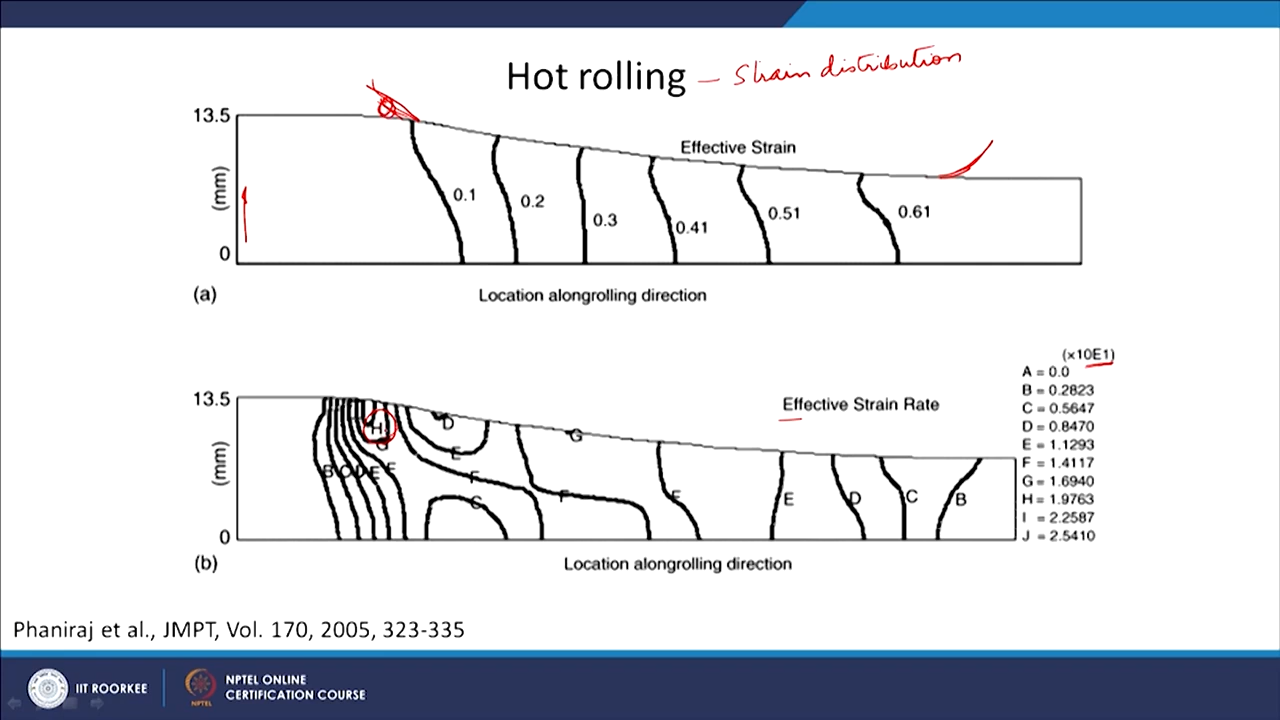 Hot rolling – Strain distribution
13.5
(mm)
0
Effective Strain
0.1
0.2
0.3
0.41
0.51
0.61
(a)
Location alongrolling direction
13.5
(mm)
0
Effective Strain Rate
B C D E F
H
G
D
E
F
C
G
F
F
E
D
C
B
(×10E1)
A = 0.0
B = 0.2823
C = 0.5647
D = 0.8470
E = 1.1293
F = 1.4117
G = 1.6940
H = 1.9763
I = 2.2587
J = 2.5410
(b)
Location alongrolling direction
Phaniraj et al., JMPT, Vol. 170, 2005, 323-335
IIT ROORKEE
NPTEL
NPTEL ONLINE
CERTIFICATION COURSE